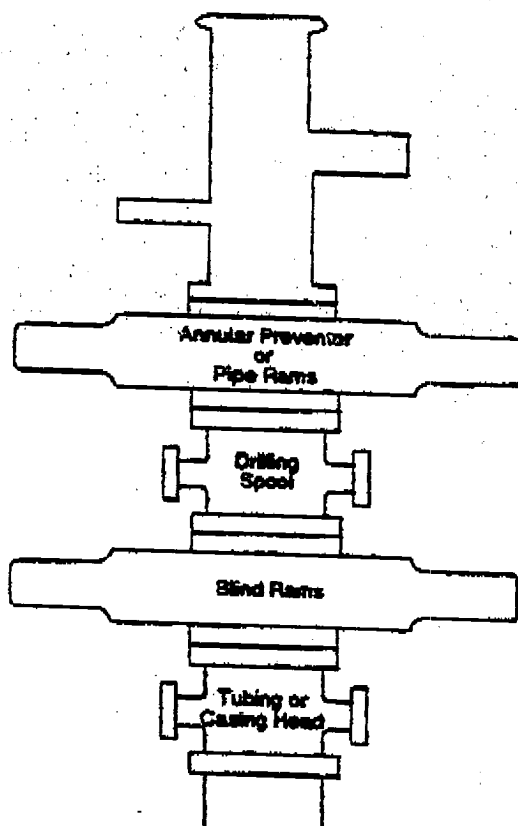 Annular Preventor
or
Pipe Rams
Drilling
Spool
Blind Rams
Tubing or
Casing Head